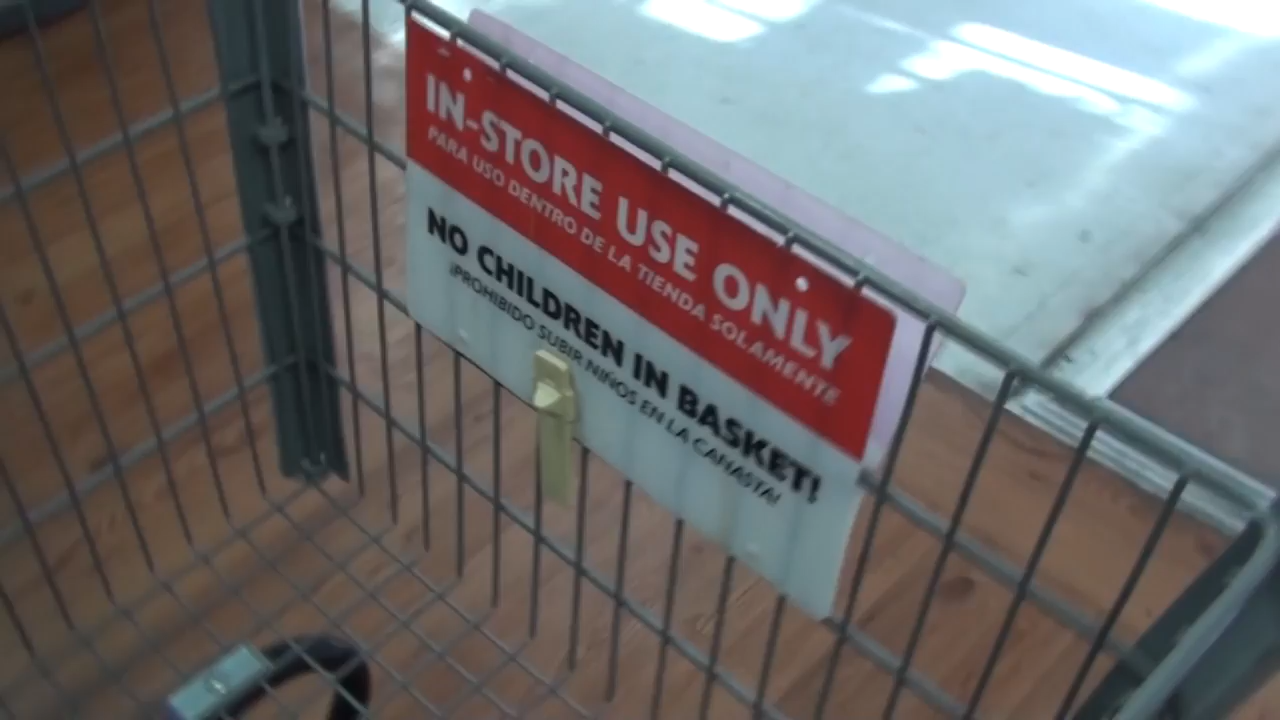 IN-STORE USE ONLY
PARA USO DENTRO DE LA TIENDA SOLAMENTE
NO CHILDREN IN BASKET!
¡PROHIBIDO SUBIR NIÑOS EN LA CANASTA!